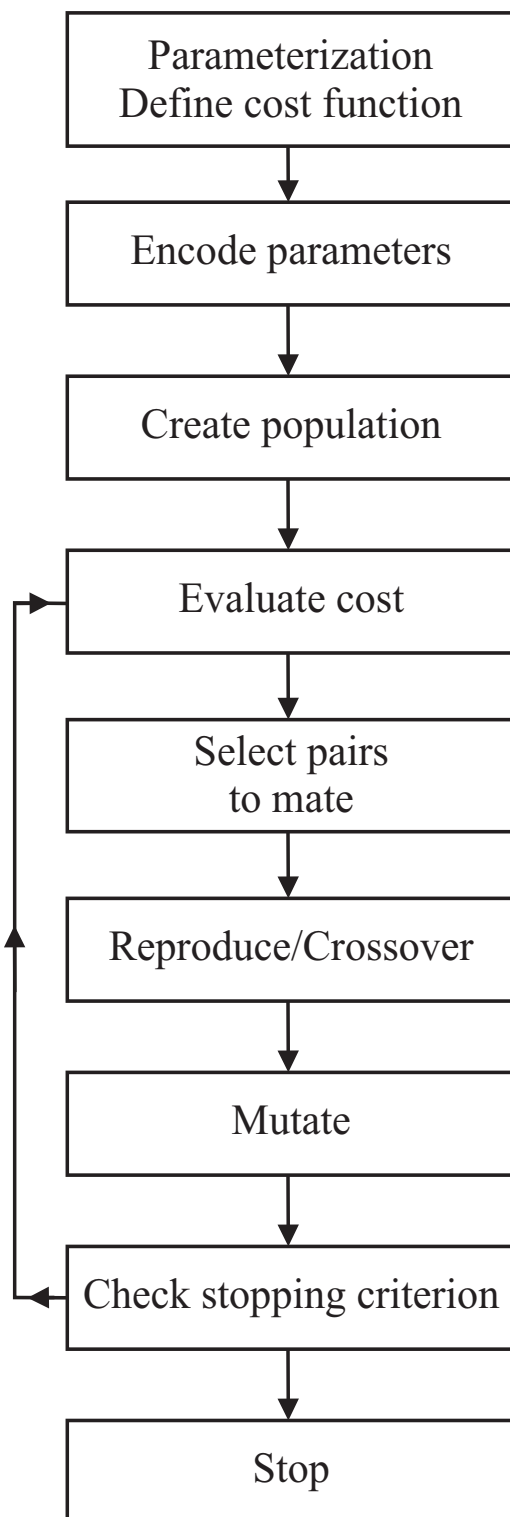 Parameterization
Define cost function
Encode parameters
Create population
Evaluate cost
Select pairs
to mate
Reproduce/Crossover
Mutate
Check stopping criterion
Stop